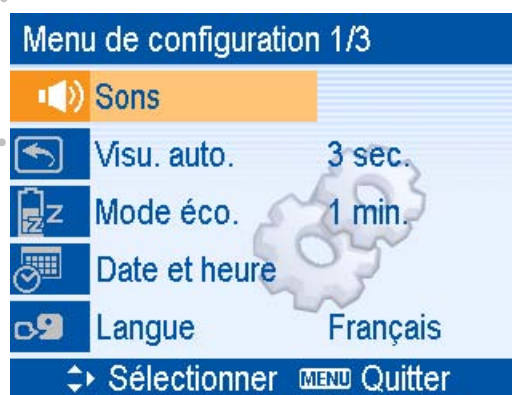 Menu de configuration 1/3
Sons
Visu. auto. 3 sec.
Mode éco. 1 min.
Date et heure
Langue Français
Sélectionner MENU Quitter